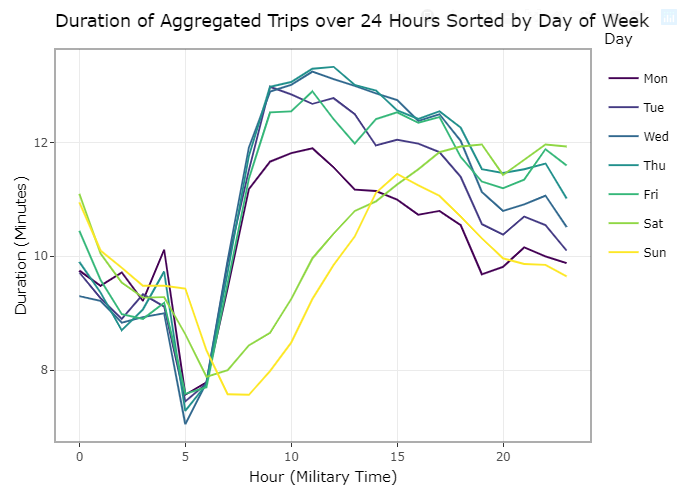 Duration of Aggregated Trips over 24 Hours Sorted by Day of Week
Day
Mon
Tue
Wed
Thu
Fri
Sat
Sun
Duration (Minutes)
12
10
8
0
5
10
15
20
Hour (Military Time)